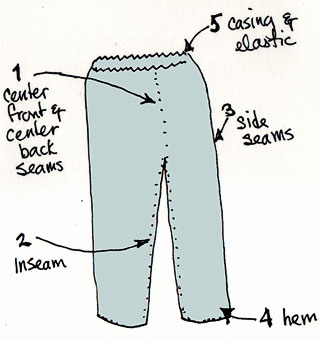 5 casing &
elastic
1
center
front &
center
back
seams
3
side
seams
2
Inseam
4 hem